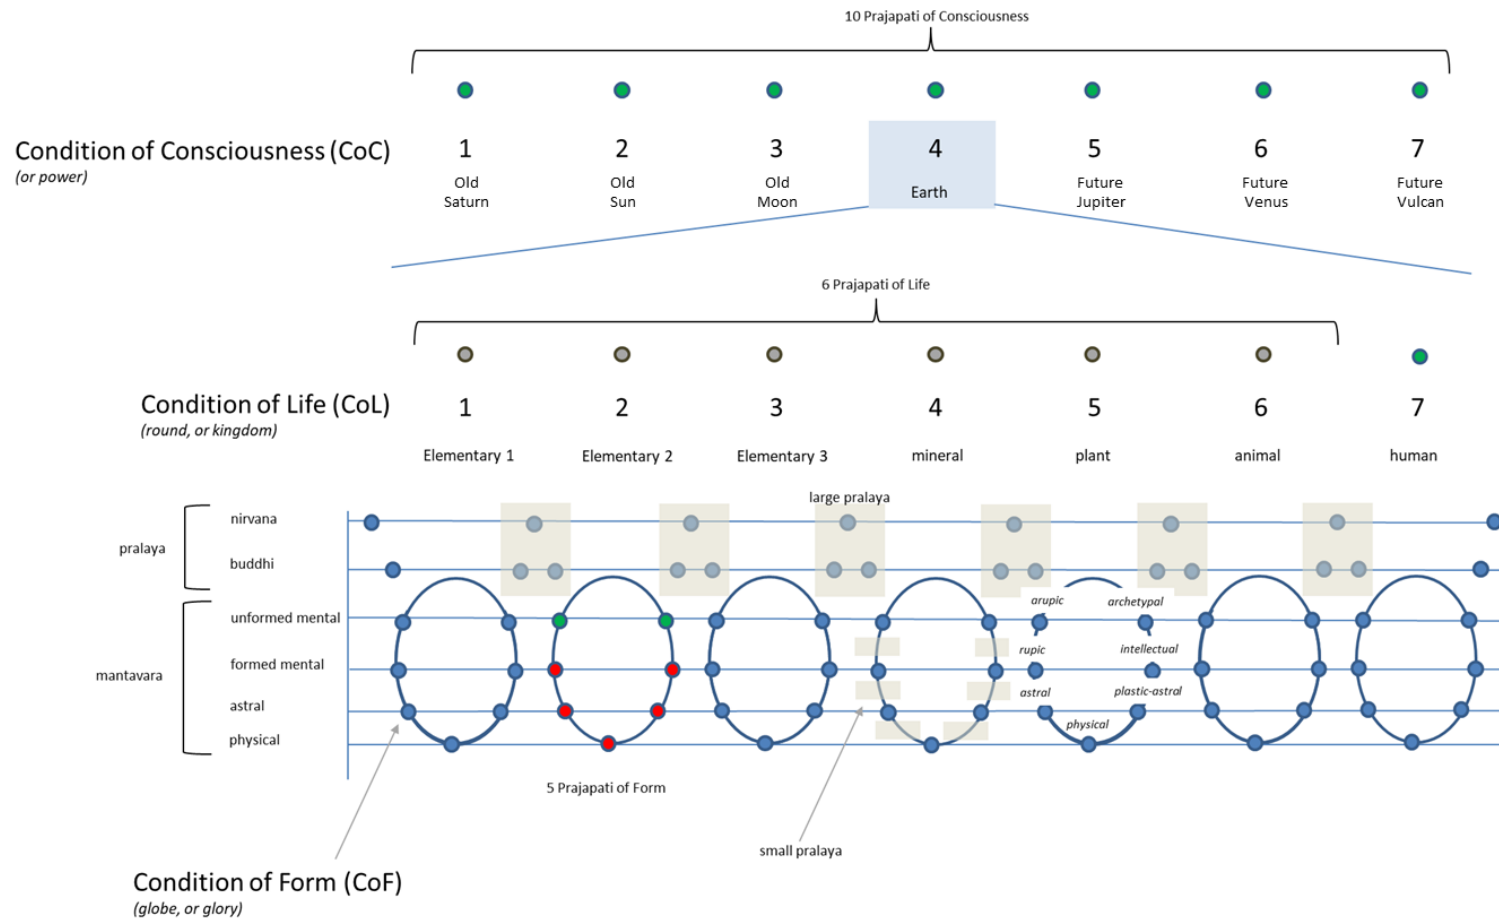 10 Prajapati of Consciousness
Condition of Consciousness (CoC)
(or power)
1 2 3 4 5 6 7
Old Saturn
Old Sun
Old Moon
Earth
Future Jupiter
Future Venus
Future Vulcan
6 Prajapati of Life
Condition of Life (CoL)
(round, or kingdom)
1 2 3 4 5 6 7
Elementary 1 Elementary 2 Elementary 3 mineral plant animal human
large pralaya
pralaya
nirvana
buddhi
mantavara
unformed mental
formed mental
astral
physical
arupic archetypal
rupic intellectual
astral plastic-astral
physical
5 Prajapati of Form
small pralaya
Condition of Form (CoF)
(globe, or glory)